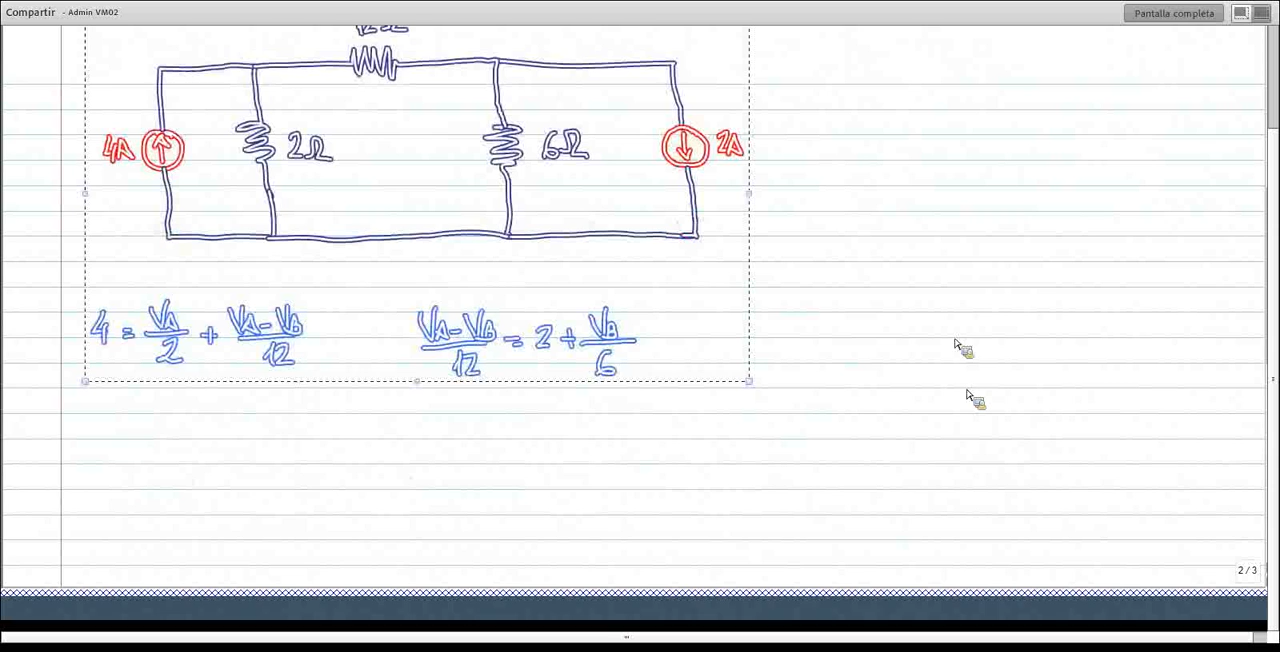 Compartir - Admin VM02
Pantalla completa
4A
2Ω
6Ω
2A
4 = VA/2 + (VA-VB)/12
(VA-VB)/12 = 2 + VB/6
2 / 3